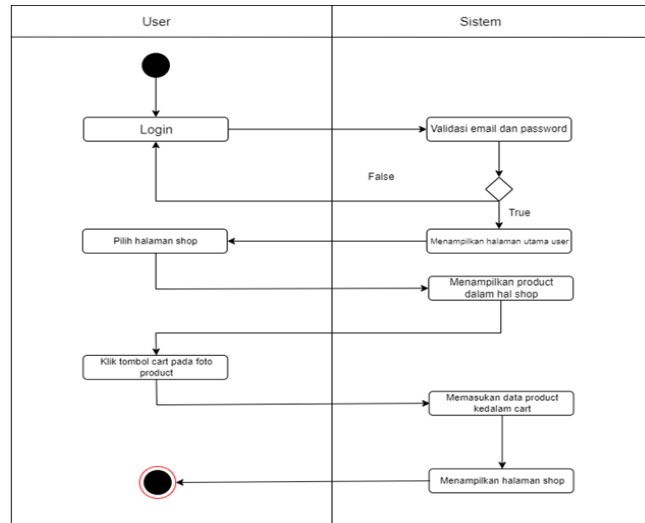 User
Sistem
Login
Validasi email dan password
False
True
Pilih halaman shop
Menampilkan halaman utama user
Menampilkan product
dalam hal shop
Klik tombol cart pada foto
product
Memasukan data product
kedalam cart
Menampilkan halaman shop